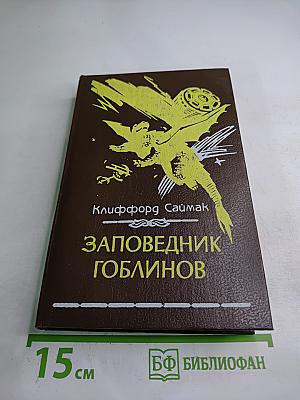 Клиффорд Саймак
ЗАПОВЕДНИК
ГОБЛИНОВ
15 см
БФ БИБЛИОФАН